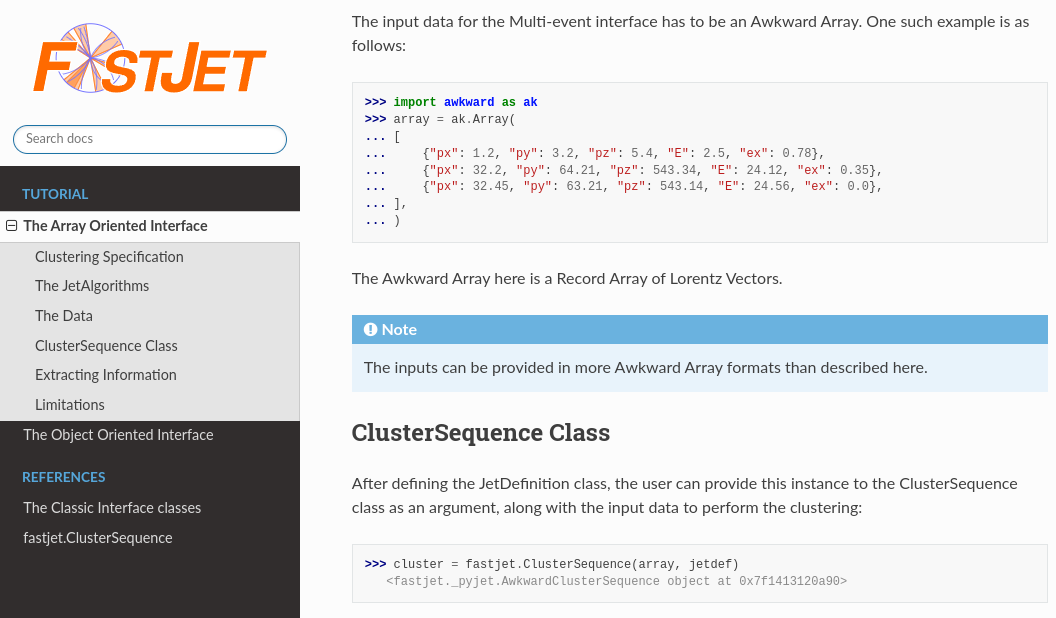 FASTJET
Search docs
TUTORIAL
The Array Oriented Interface
Clustering Specification
The JetAlgorithms
The Data
ClusterSequence Class
Extracting Information
Limitations
The Object Oriented Interface
REFERENCES
The Classic Interface classes
fastjet.ClusterSequence
The input data for the Multi-event interface has to be an Awkward Array. One such example is as
follows:
>>> import awkward as ak
>>> array = ak.Array(
... [
...     {"px": 1.2, "py": 3.2, "pz": 5.4, "E": 2.5, "ex": 0.78},
...     {"px": 32.2, "py": 64.21, "pz": 543.34, "E": 24.12, "ex": 0.35},
...     {"px": 32.45, "py": 63.21, "pz": 543.14, "E": 24.56, "ex": 0.0},
... ],
... )
The Awkward Array here is a Record Array of Lorentz Vectors.
Note
The inputs can be provided in more Awkward Array formats than described here.
ClusterSequence Class
After defining the JetDefinition class, the user can provide this instance to the ClusterSequence
class as an argument, along with the input data to perform the clustering:
>>> cluster = fastjet.ClusterSequence(array, jetdef)
<fastjet._pyjet.AwkwardClusterSequence object at 0x7f1413120a90>